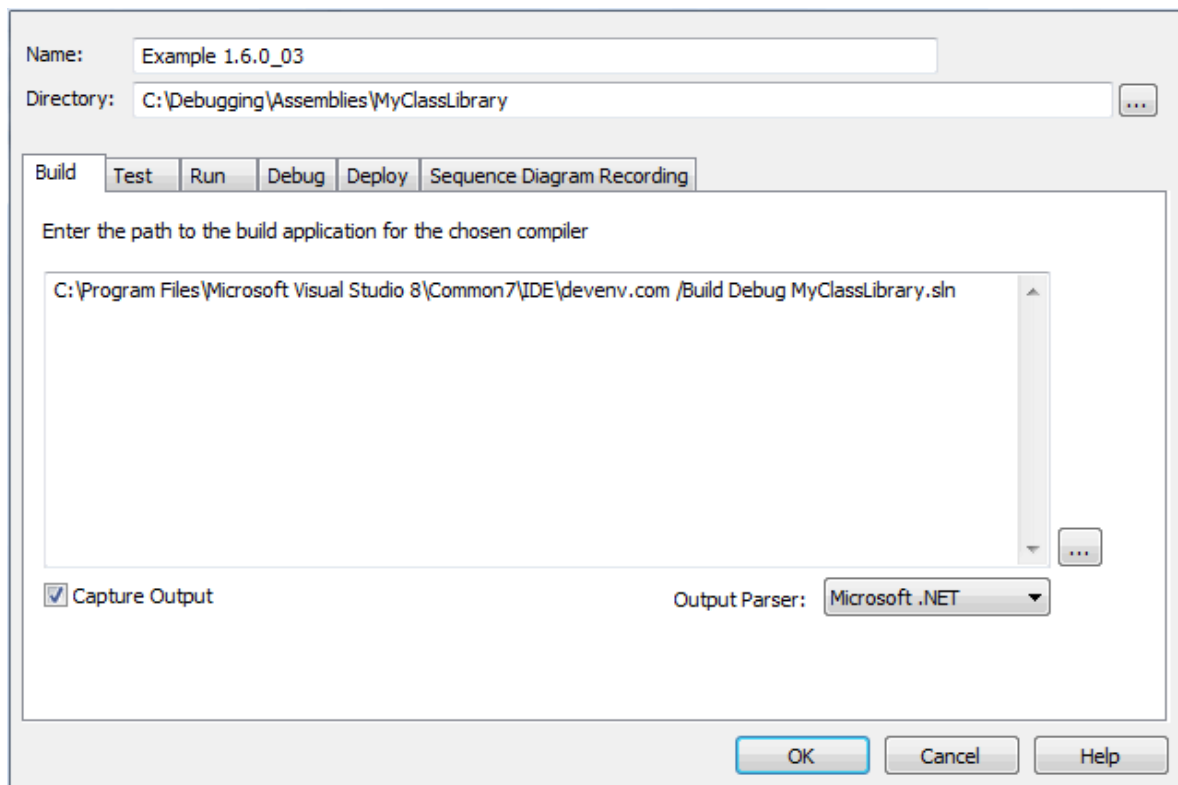 Name: Example 1.6.0_03
Directory: C:\Debugging\Assemblies\MyClassLibrary ...
Build Test Run Debug Deploy Sequence Diagram Recording
Enter the path to the build application for the chosen compiler
C:\Program Files\Microsoft Visual Studio 8\Common7\IDE\devenv.com /Build Debug MyClassLibrary.sln
...
Capture Output Output Parser: Microsoft .NET
OK Cancel Help